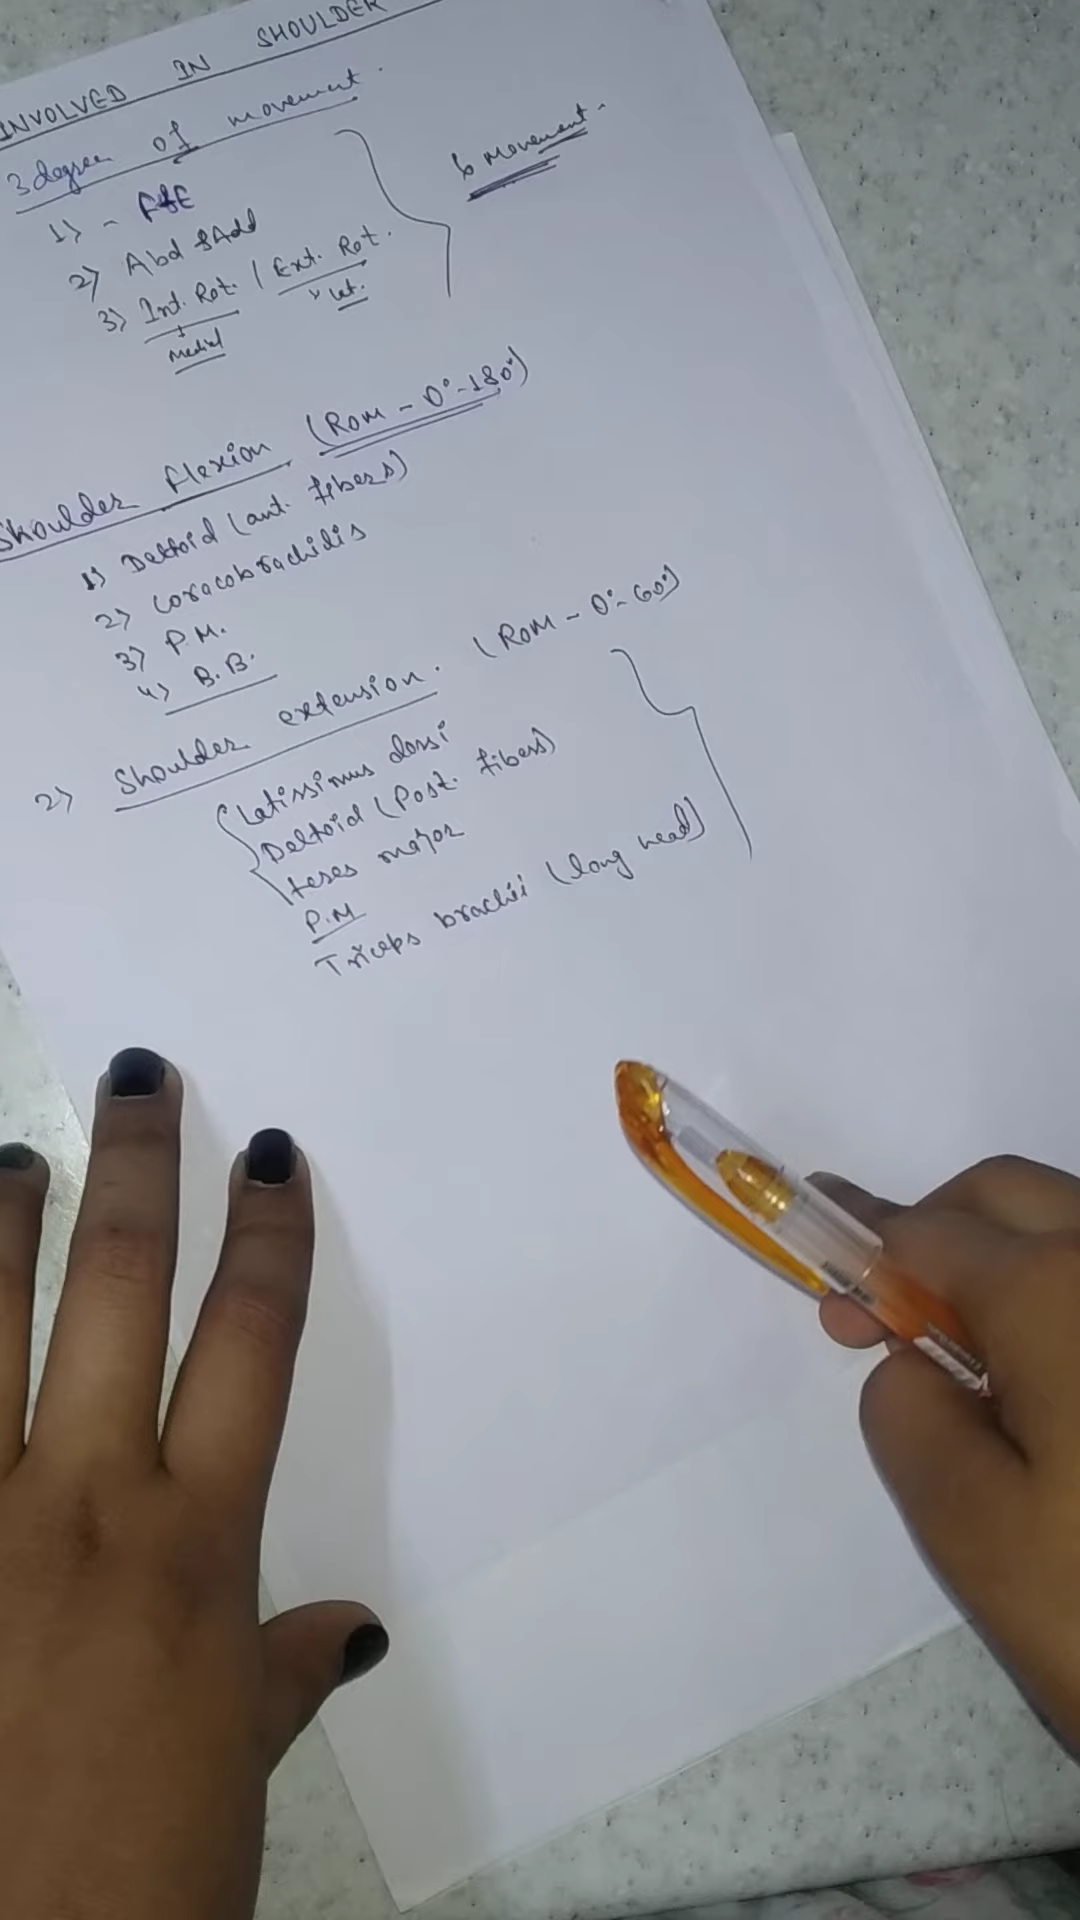 INVOLVED IN SHOULDER
3 degree of movement.
1) - F&E
2) Abd & Add
3) Int. Rot. / Ext. Rot.
Medial
Lat.
6 Movement.
Shoulder flexion (ROM - 0°-180°)
1) Deltoid (ant. fibers)
2) Coracobrachilis
3) P.M.
4) B.B.
2) Shoulder extension. (ROM - 0°-60°)
Latissimus dorsi
Deltoid (Post. fibers)
teres major
P.M
Triceps brachii (long head)